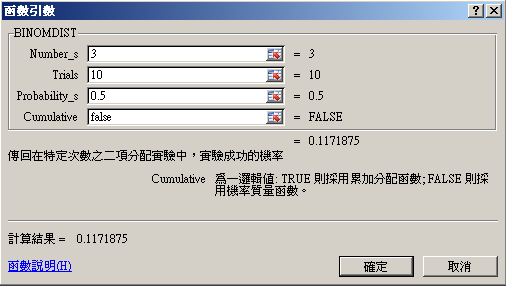 函數引數
BINOMDIST
Number_s 3 = 3
Trials 10 = 10
Probability_s 0.5 = 0.5
Cumulative false = FALSE
= 0.1171875
傳回在特定次數之二項分配實驗中，實驗成功的機率
Cumulative 為一邏輯值: TRUE 則採用累加分配函數; FALSE 則採
用機率質量函數。
計算結果 = 0.1171875
函數說明(H)
確定 取消